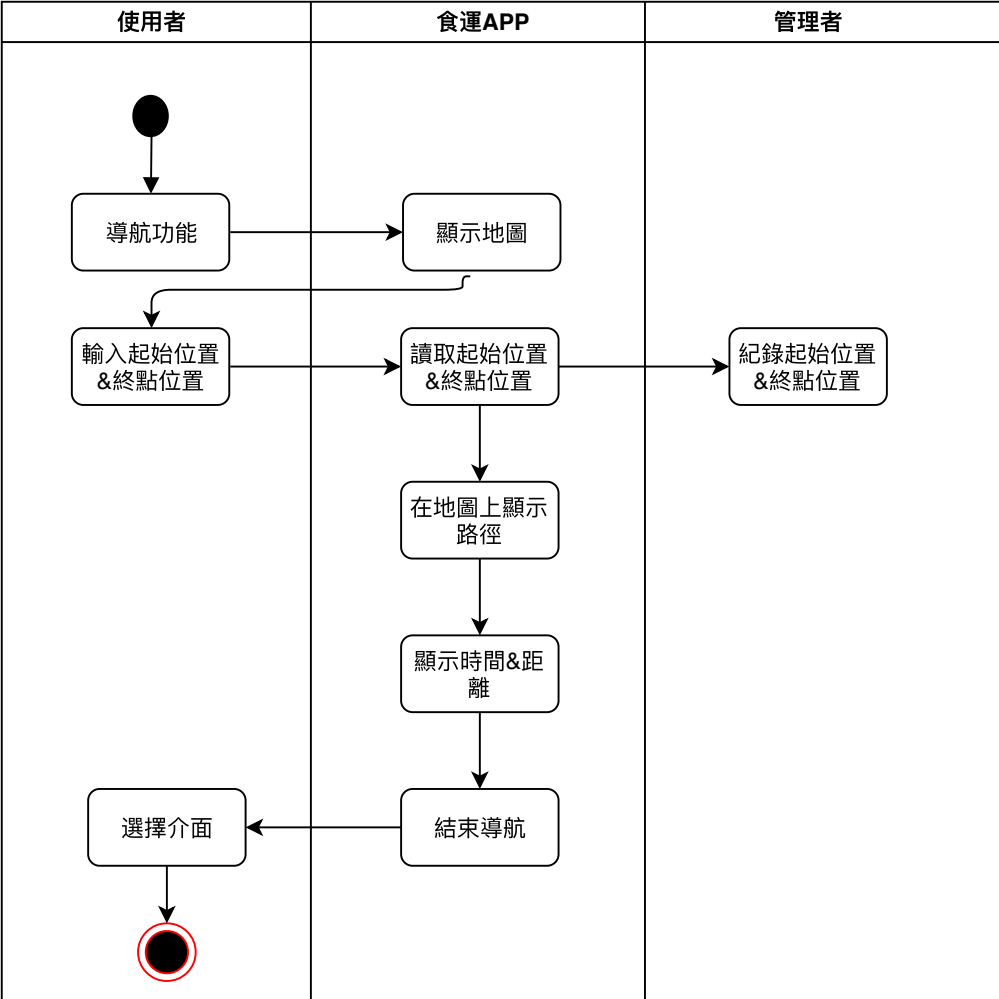 使用者
食運APP
管理者
導航功能
顯示地圖
輸入起始位置
&終點位置
讀取起始位置
&終點位置
紀錄起始位置
&終點位置
在地圖上顯示
路徑
顯示時間&距
離
選擇介面
結束導航